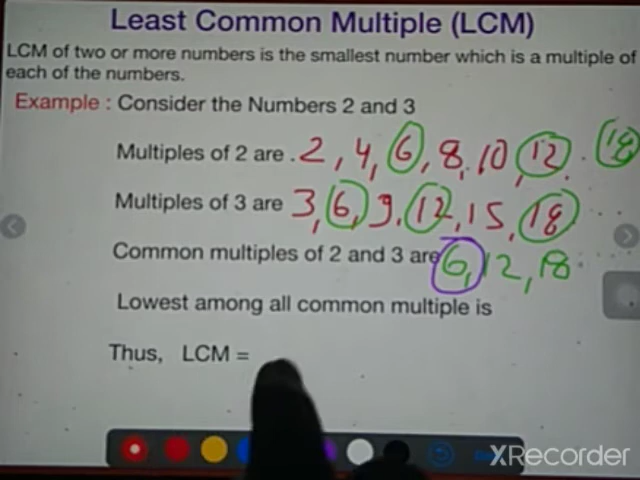 Least Common Multiple (LCM)
LCM of two or more numbers is the smallest number which is a multiple of
each of the numbers.
Example : Consider the Numbers 2 and 3
Multiples of 2 are . 2, 4, 6, 8, 10, 12, . 18
Multiples of 3 are 3, 6, 9, 12, 15, 18
Common multiples of 2 and 3 are 6, 12, 18
Lowest among all common multiple is
Thus, LCM =
XRecorder